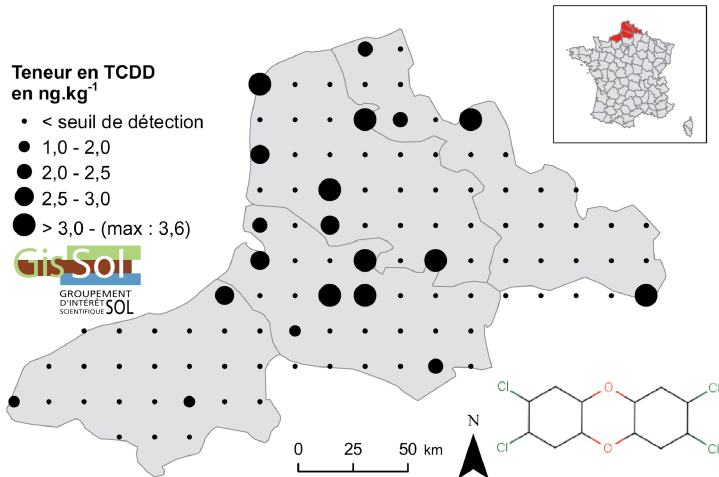 Teneur en TCDD
en ng.kg-1
< seuil de détection
1,0 - 2,0
2,0 - 2,5
2,5 - 3,0
> 3,0 - (max : 3,6)
Gis Sol
GROUPEMENT
D'INTÉRÊT
SCIENTIFIQUE SOL
Cl
O
Cl
Cl
O
Cl
N
0 25 50 km